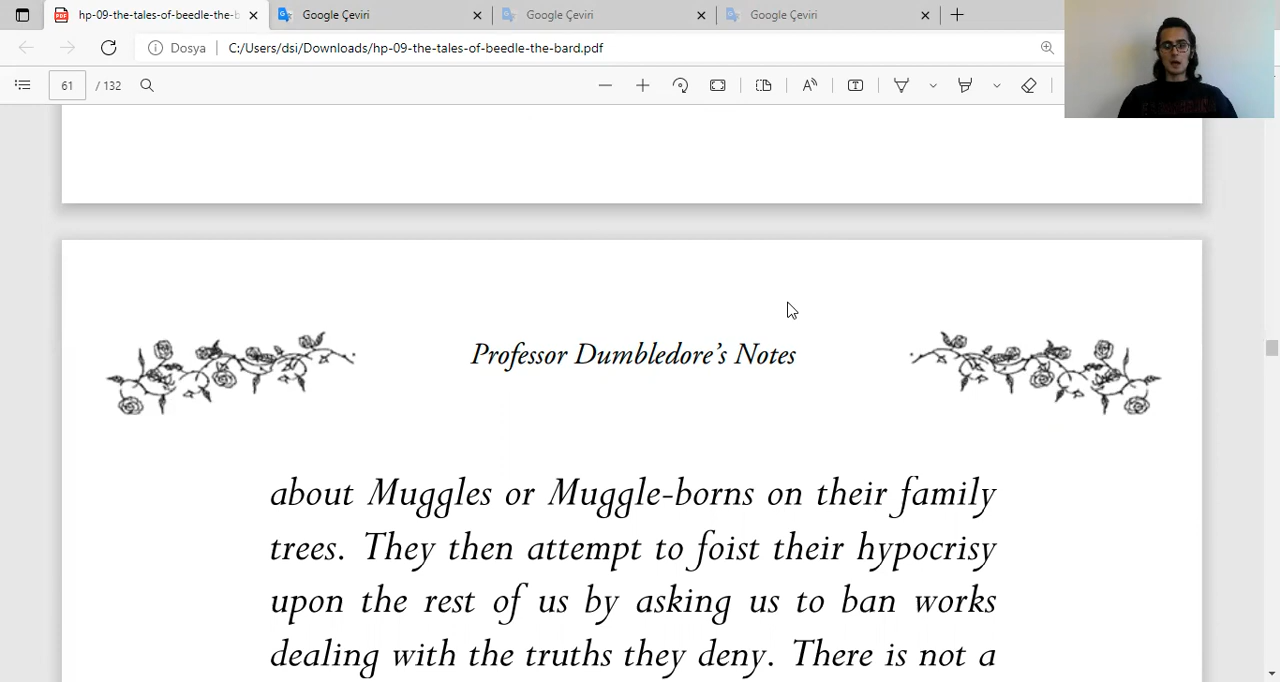 hp-09-the-tales-of-beedle-the-b
Google Çeviri
Google Çeviri
Google Çeviri
Dosya
C:/Users/dsi/Downloads/hp-09-the-tales-of-beedle-the-bard.pdf
61 / 132
Professor Dumbledore's Notes
about Muggles or Muggle-borns on their family
trees. They then attempt to foist their hypocrisy
upon the rest of us by asking us to ban works
dealing with the truths they deny. There is not a